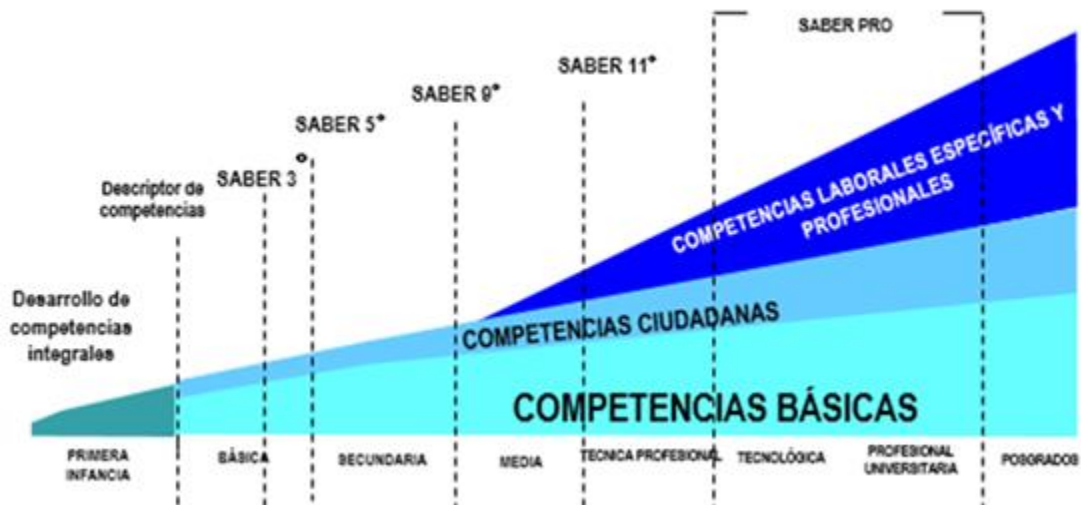 SABER PRO
SABER 11*
SABER 9*
SABER 5*
SABER 3°
Descriptor de
competencias
Desarrollo de
competencias
integrales
COMPETENCIAS LABORALES ESPECÍFICAS Y
PROFESIONALES
COMPETENCIAS CIUDADANAS
COMPETENCIAS BÁSICAS
PRIMERA
INFANCIA
BÁSICA
SECUNDARIA
MEDIA
TECNICA PROFESIONAL
TECNOLÓGICA
PROFESIONAL
UNIVERSITARIA
POSGRADOS